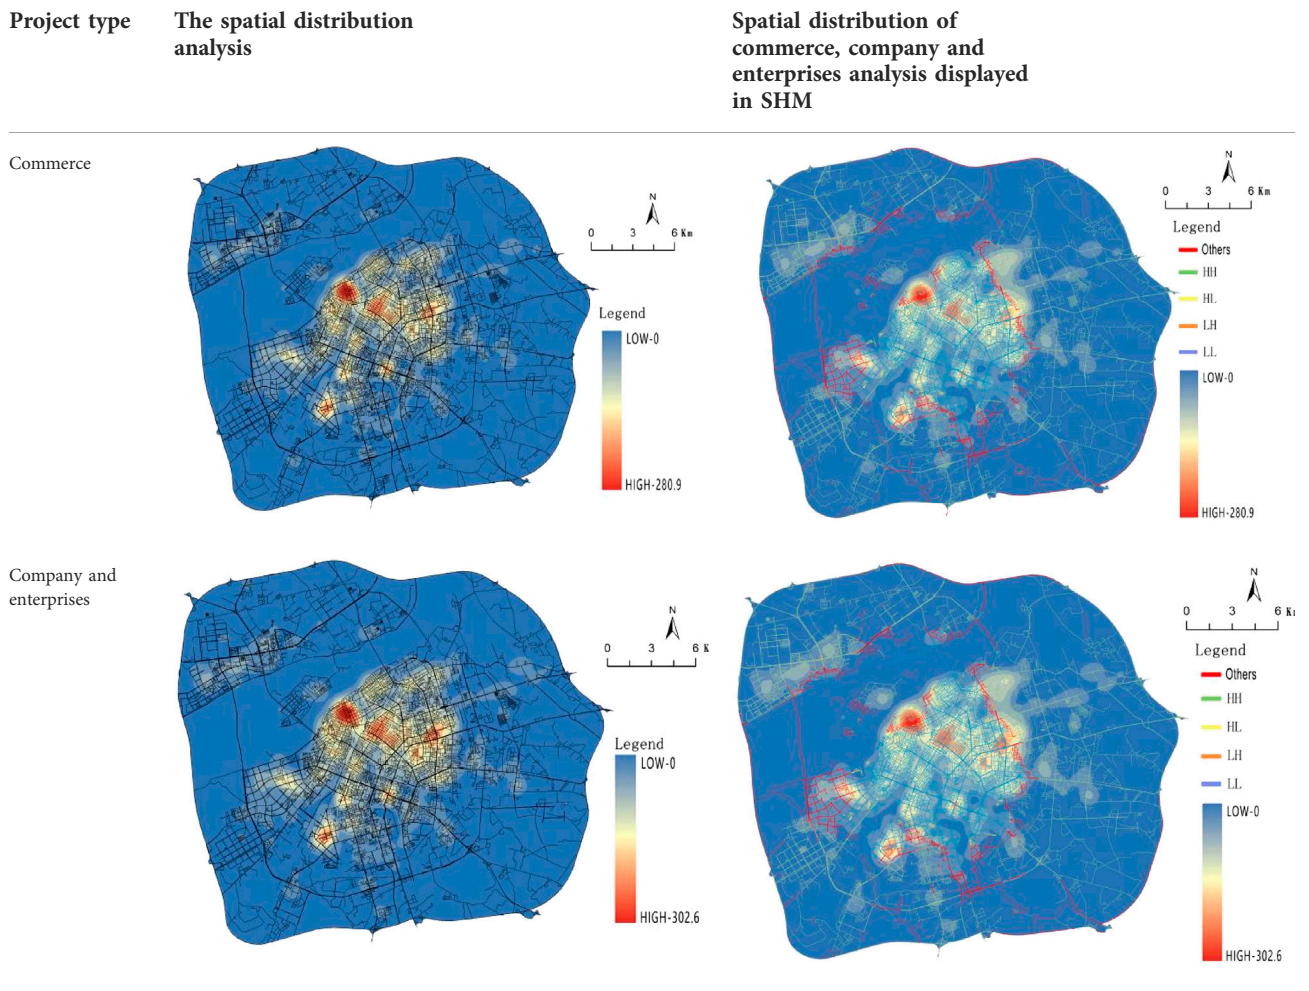 Project type
The spatial distribution
analysis
Spatial distribution of
commerce, company and
enterprises analysis displayed
in SHM
Commerce
N
0 3 6 Km
Legend
LOW-0
HIGH-280.9
N
0 3 6 Km
Legend
Others
HH
HL
LH
LL
LOW-0
HIGH-280.9
Company and
enterprises
N
0 3 6 K
Legend
LOW-0
HIGH-302.6
N
0 3 6 K
Legend
Others
HH
HL
LH
LL
LOW-0
HIGH-302.6